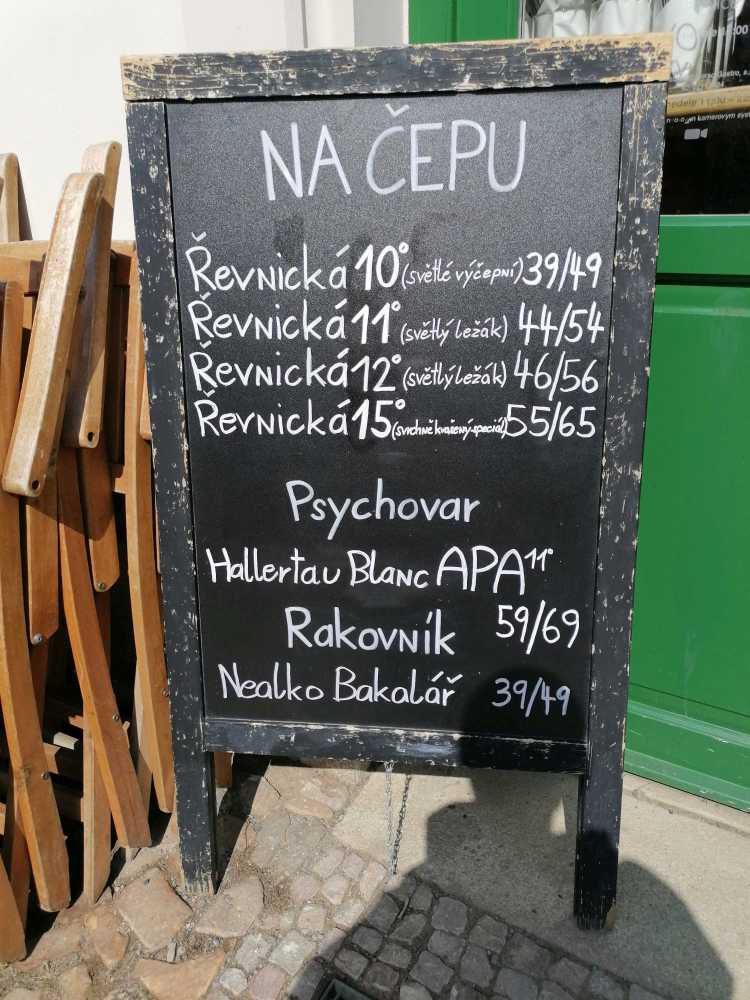 NA ČEPU
Řevnická 10° (světlé výčepní) 39/49
Řevnická 11° (světlý ležák) 44/54
Řevnická 12° (světlý ležák) 46/56
Řevnická 15° (svrchně kvašený speciál) 55/65
Psychovar
Hallertau Blanc APA 11°
59/69
Rakovník
Nealko Bakalář 39/49